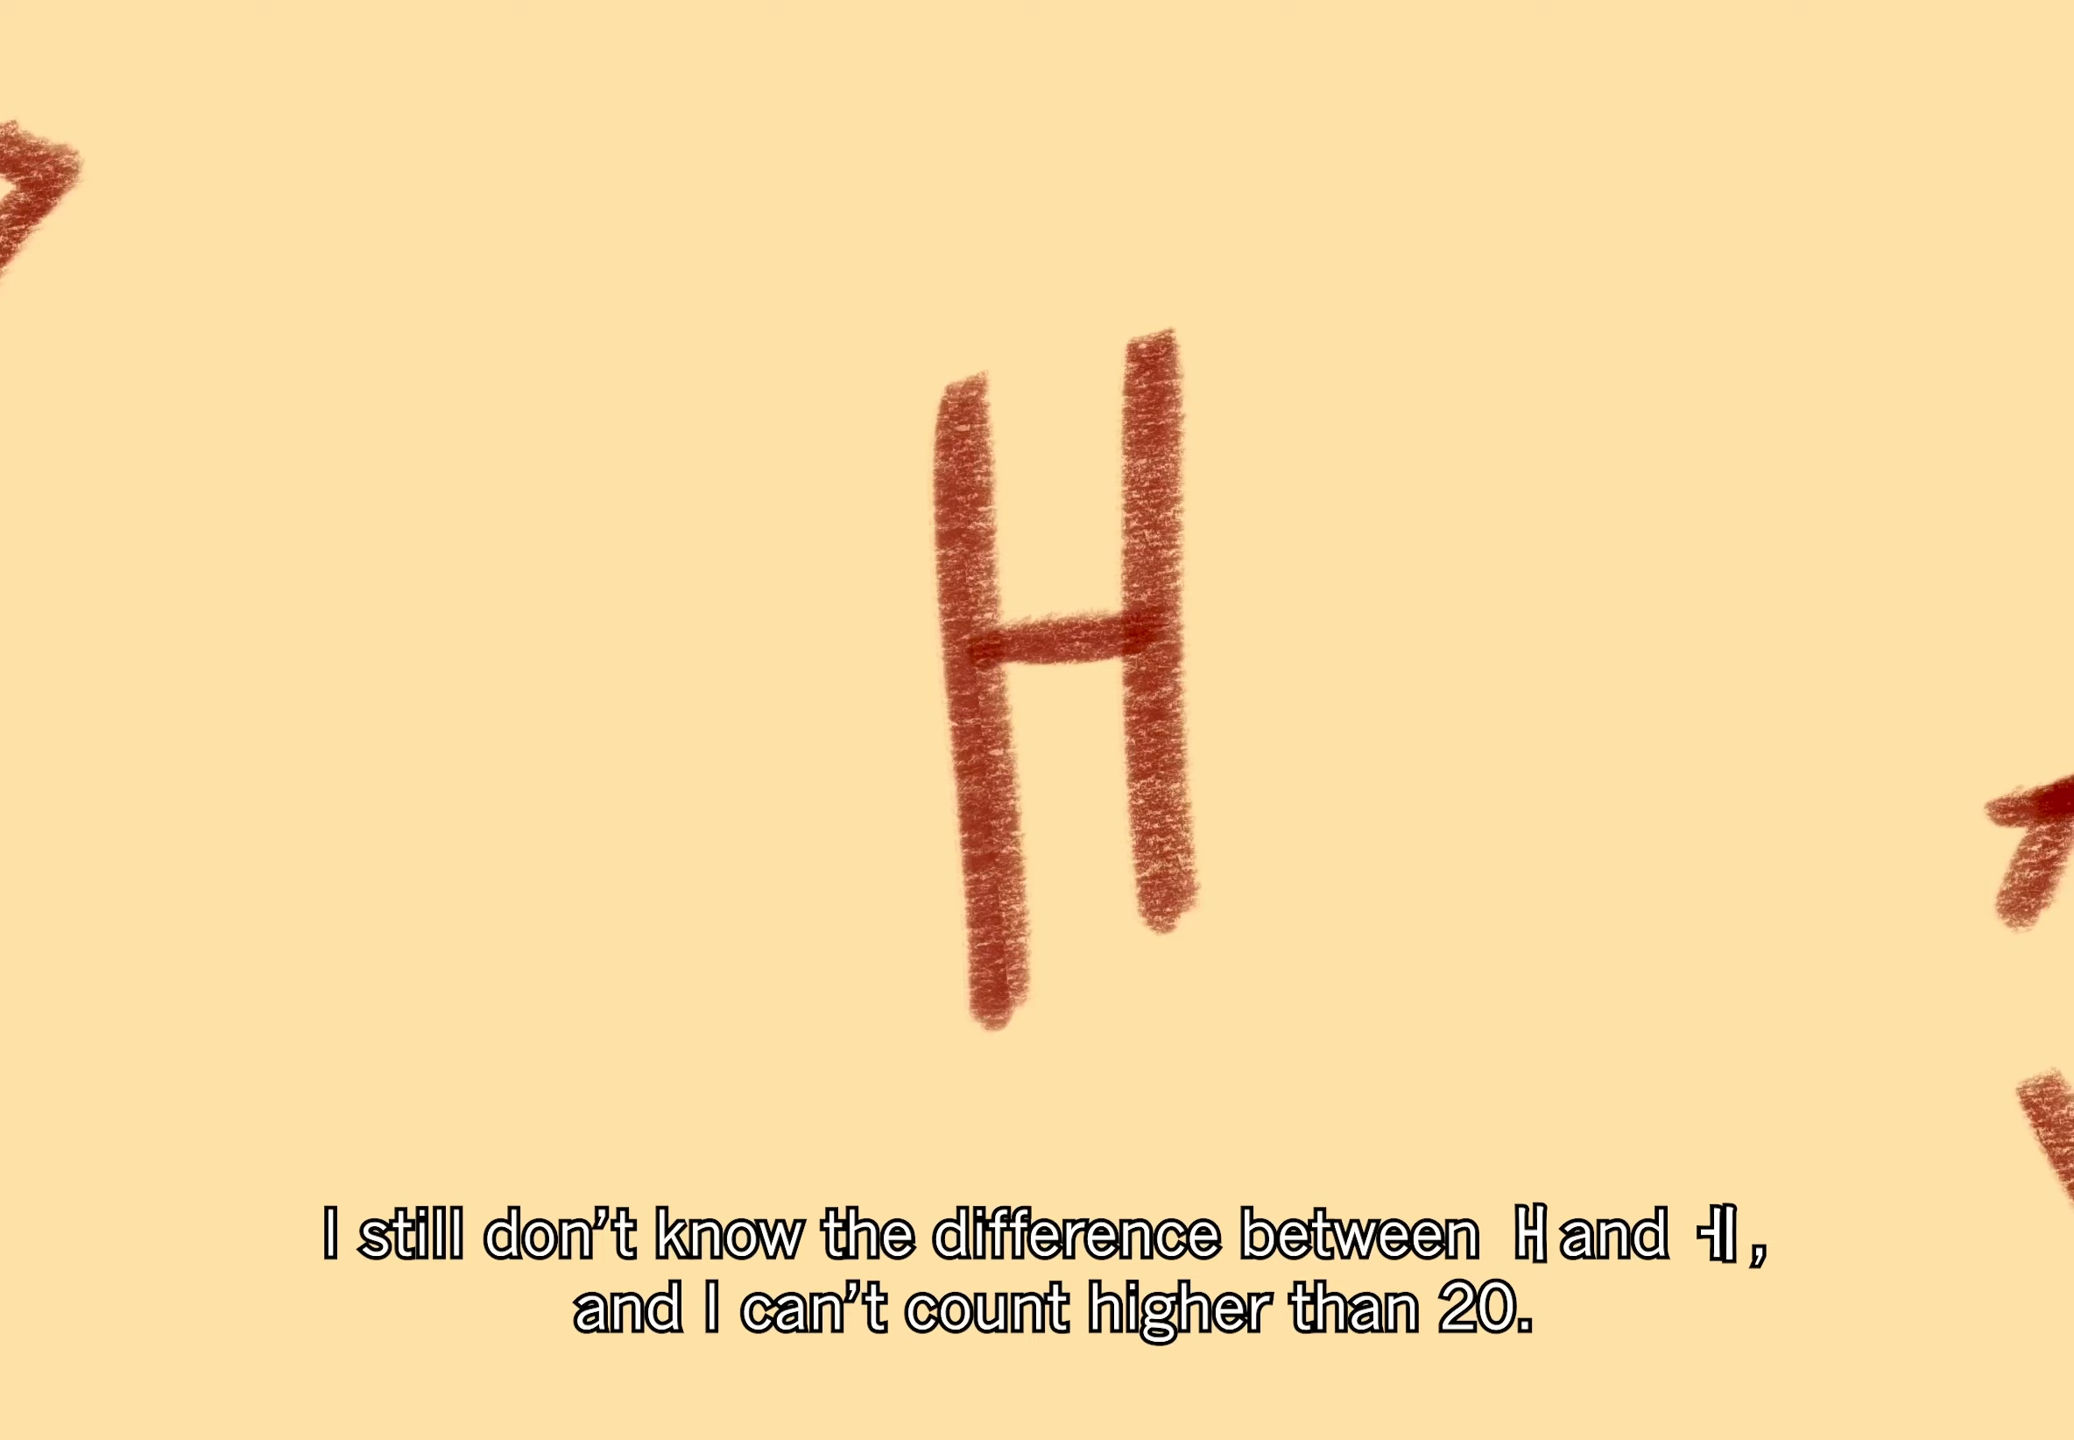 ㅐ
I still don't know the difference between ㅐ and ㅔ,
and I can't count higher than 20.